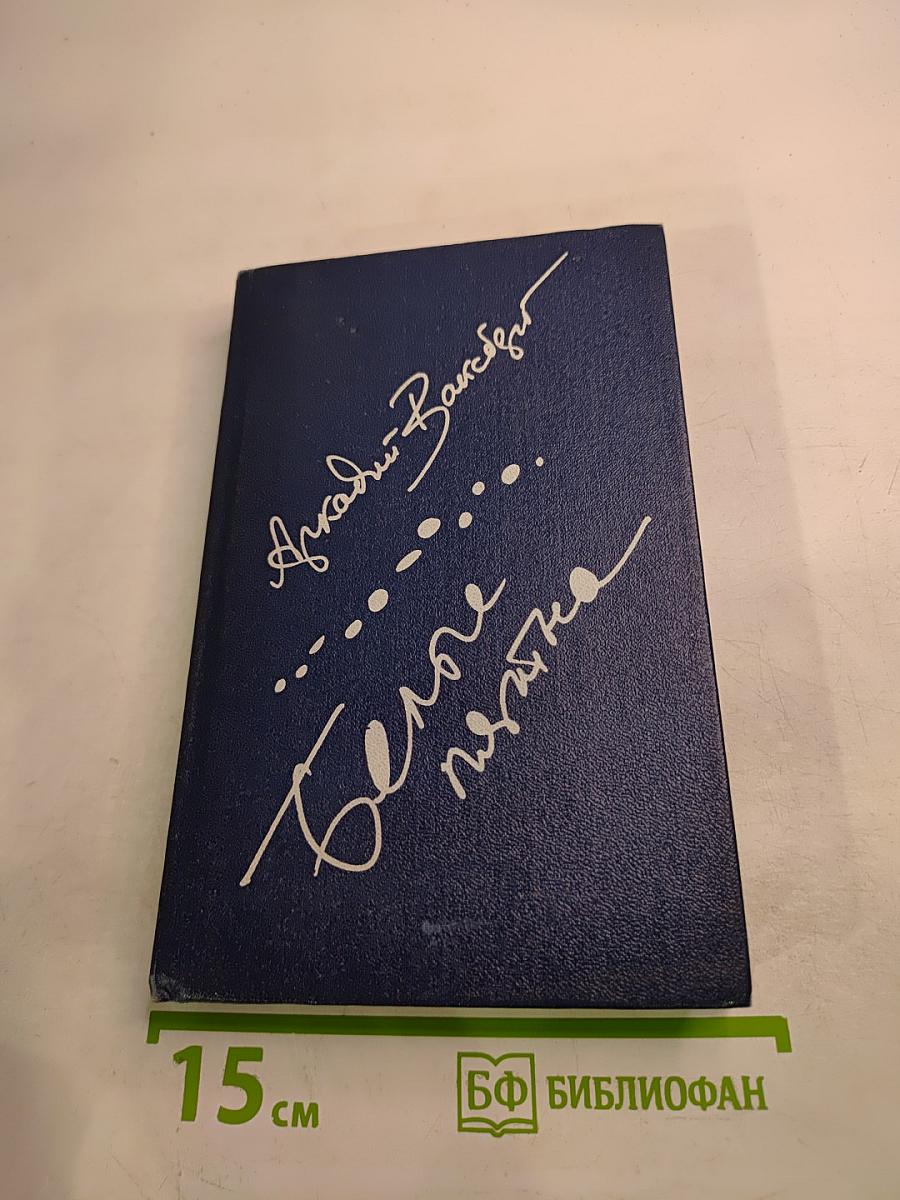 Аркадий Ваксберг
Белые
пятна
15 см
БФ БИБЛИОФАН